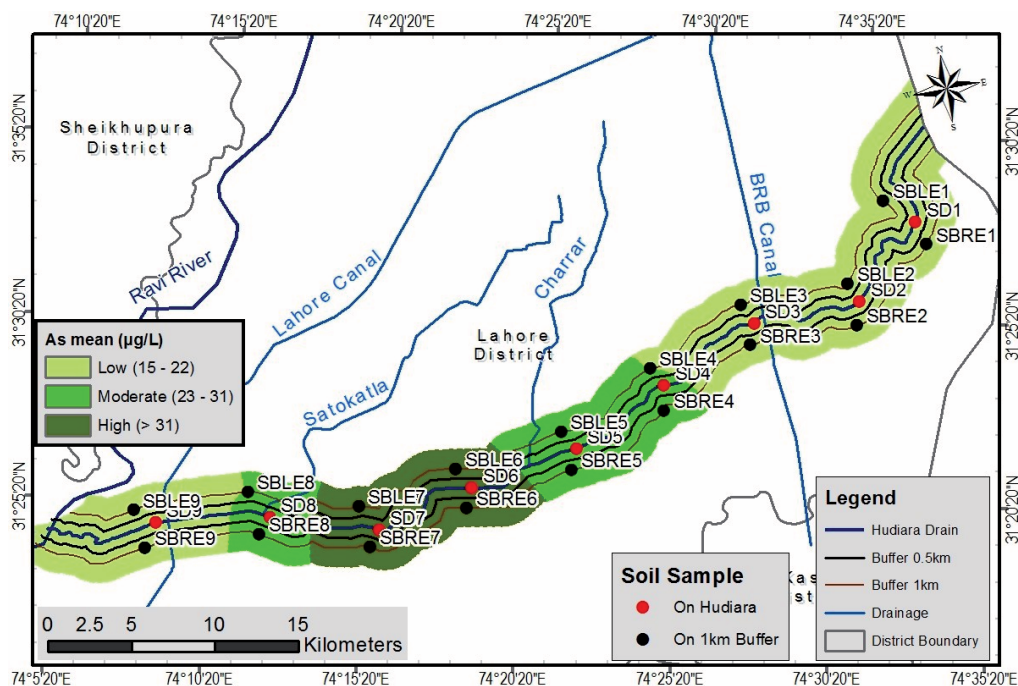 74°10'20"E 74°15'20"E 74°20'20"E 74°25'20"E 74°30'20"E 74°35'20"E
31°35'20"N
31°30'20"N
31°25'20"N
31°30'20"N
31°25'20"N
31°20'20"N
N
E
S
W
Sheikhupura
District
Ravi River
Lahore Canal
Satokatla
Charrar
BRB Canal
Lahore
District
SBLE1
SD1
SBRE1
SBLE2
SD2
SBRE2
SBLE3
SD3
SBRE3
SBLE4
SD4
SBRE4
SBLE5
SD5
SBRE5
SBLE6
SD6
SBRE6
SBLE7
SD7
SBRE7
SBLE8
SD8
SBRE8
SBLE9
SD9
SBRE9
As mean (µg/L)
Low (15 - 22)
Moderate (23 - 31)
High (> 31)
Legend
Hudiara Drain
Buffer 0.5km
Buffer 1km
Drainage
District Boundary
Soil Sample
On Hudiara
On 1km Buffer
0 2.5 5 10 15
Kilometers
74°5'20"E 74°10'20"E 74°15'20"E 74°20'20"E 74°25'20"E 74°30'20"E 74°35'20"E